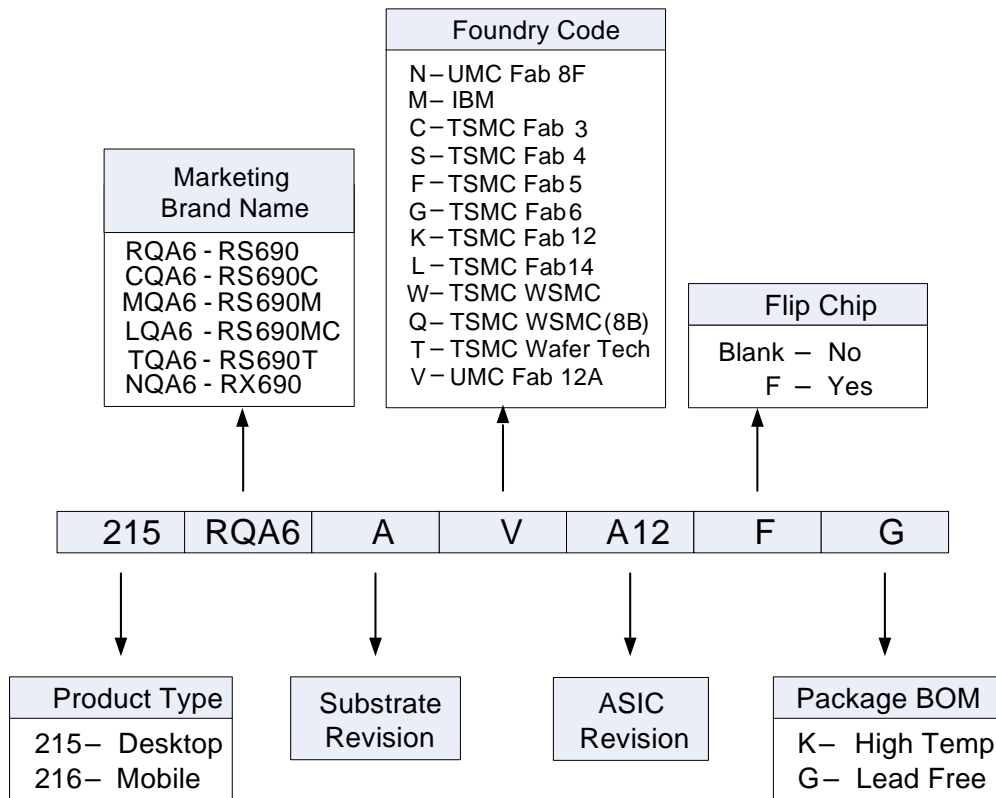 Foundry Code
N– UMC Fab 8F
M– IBM
C– TSMC Fab 3
S– TSMC Fab 4
F– TSMC Fab 5
G– TSMC Fab 6
K– TSMC Fab 12
L– TSMC Fab14
W– TSMC WSMC
Q– TSMC WSMC(8B)
T– TSMC Wafer Tech
V– UMC Fab 12A
Marketing
Brand Name
RQA6 - RS690
CQA6 - RS690C
MQA6 - RS690M
LQA6 - RS690MC
TQA6 - RS690T
NQA6 - RX690
Flip Chip
Blank – No
F – Yes
215 RQA6 A V A12 F G
Product Type
215– Desktop
216– Mobile
Substrate
Revision
ASIC
Revision
Package BOM
K– High Temp
G– Lead Free